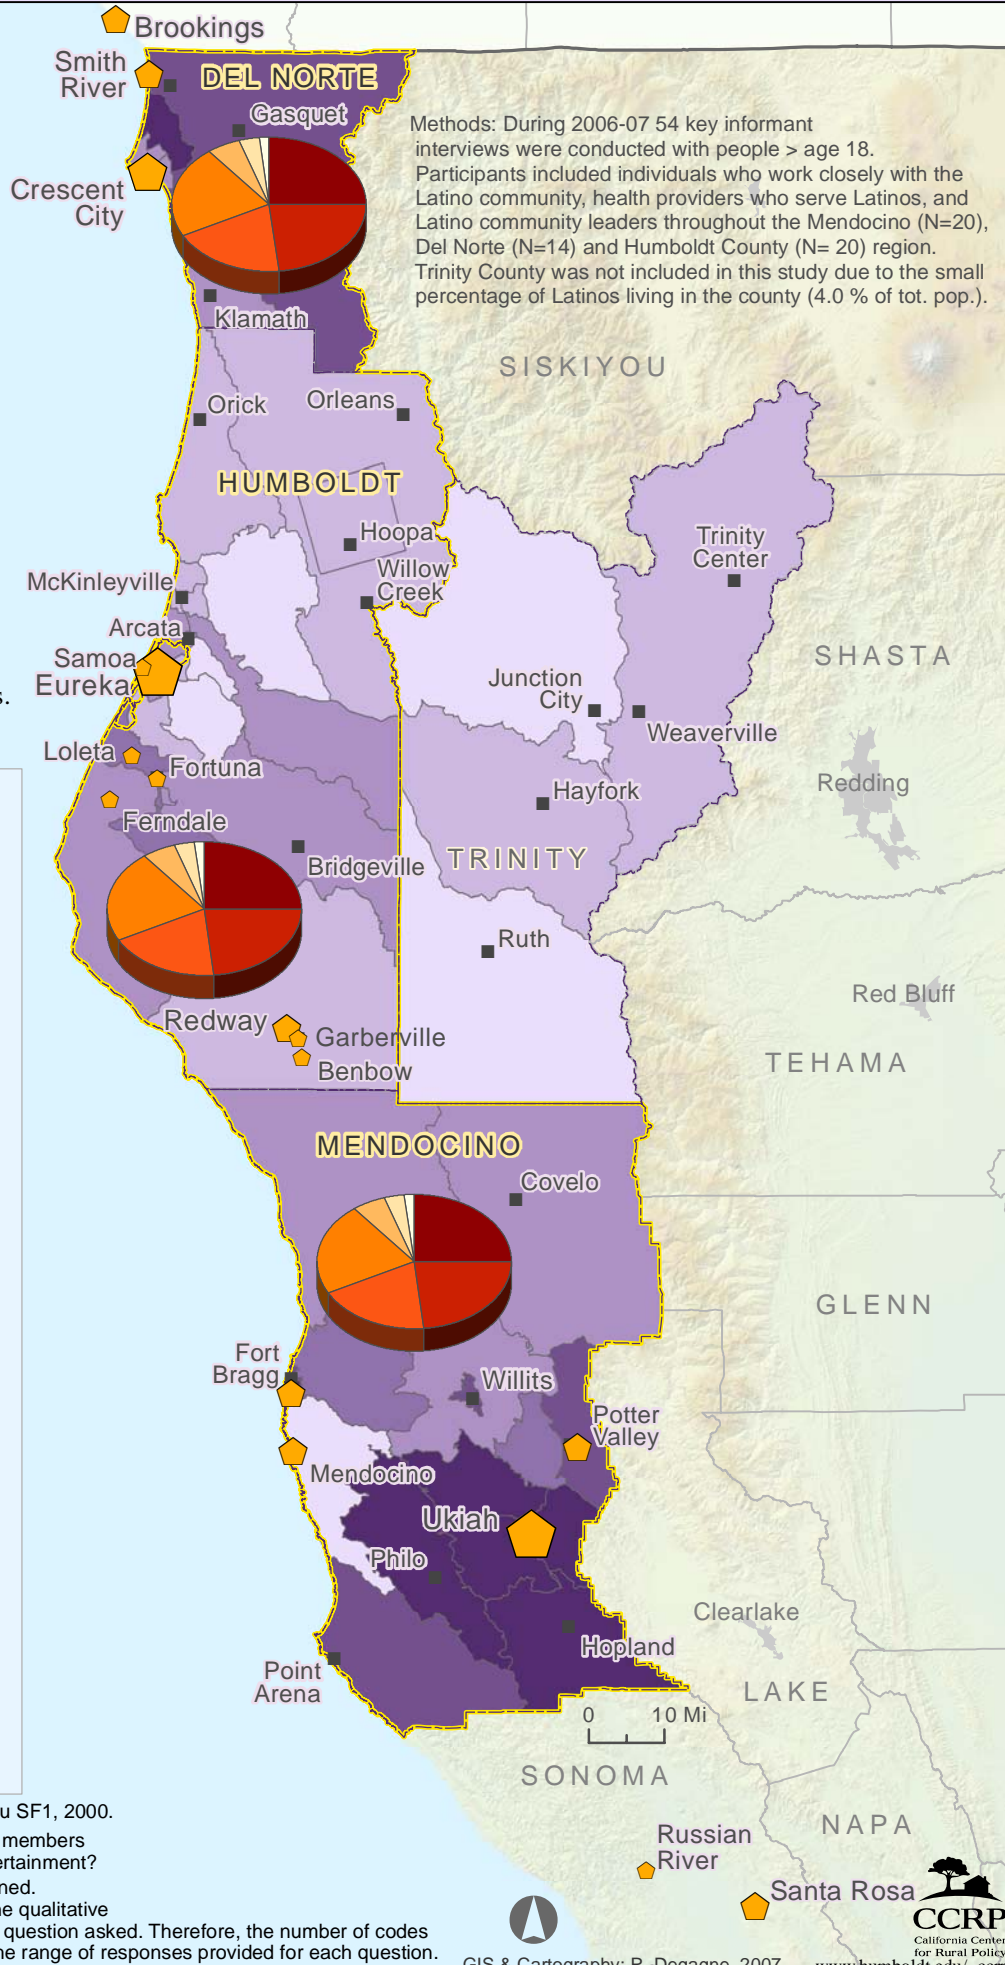 Brookings
Smith
River
DEL NORTE
Gasquet
Methods: During 2006-07 54 key informant
interviews were conducted with people > age 18.
Participants included individuals who work closely with the
Latino community, health providers who serve Latinos, and
Latino community leaders throughout the Mendocino (N=20),
Del Norte (N=14) and Humboldt County (N= 20) region.
Trinity County was not included in this study due to the small
percentage of Latinos living in the county (4.0 % of tot. pop.).
Crescent
City
Klamath
SISKIYOU
Orick
Orleans
HUMBOLDT
Hoopa
Trinity
Center
Willow
Creek
McKinleyville
Arcata
Samoa
Eureka
s.
SHASTA
Junction
City
Weaverville
Loleta
Fortuna
Redding
Hayfork
Ferndale
Bridgeville
TRINITY
Ruth
Red Bluff
Redway
Garberville
Benbow
TEHAMA
MENDOCINO
Covelo
GLENN
Fort
Bragg
Willits
Potter
Valley
Mendocino
Ukiah
Philo
Clearlake
Hopland
Point
Arena
LAKE
0 10 Mi
SONOMA
u SF1, 2000.
members
ertainment?
ned.
ne qualitative
question asked. Therefore, the number of codes
ne range of responses provided for each question.
NAPA
Russian
River
Santa Rosa
CCRP
California Center
for Rural Policy
GIS & Cartography: R. Degagne, 2007